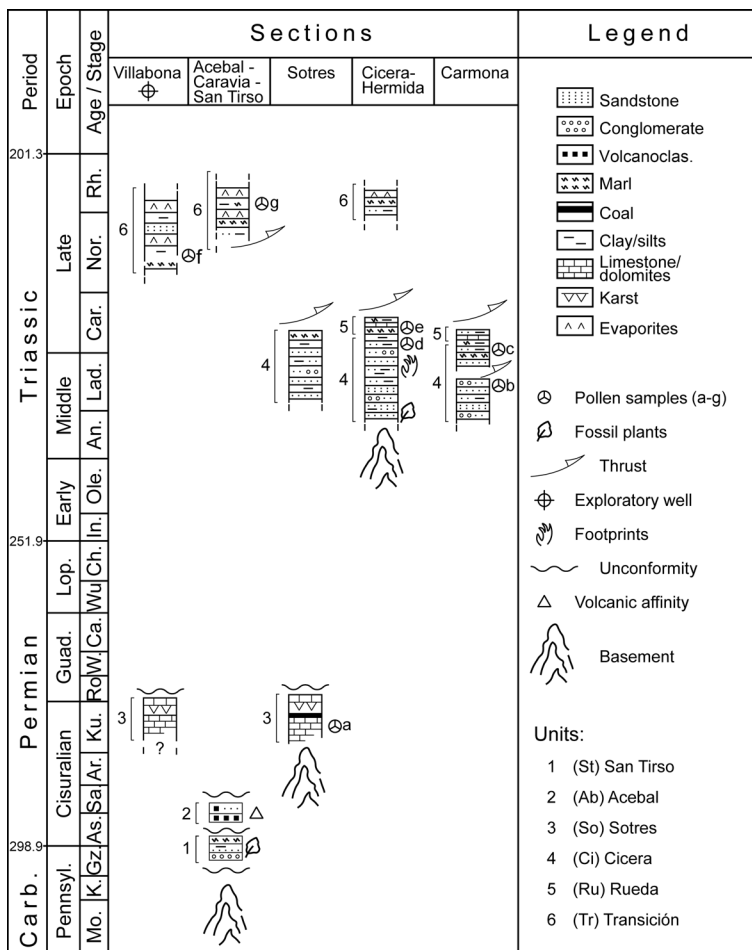 Sections
Legend
Period
Epoch
Age / Stage
Villabona
Acebal -
Caravia -
San Tirso
Sotres
Cicera-
Hermida
Carmona
201.3
251.9
298.9
Triassic
Permian
Carb.
Late
Middle
Early
Lop.
Guad.
Cisuralian
Pennsyl.
Rh.
Nor.
Car.
Lad.
An.
Ole.
In.
Ch.
Wu
Ca.
W.
Ro
Ku.
Ar.
Sa
As.
Gz.
K.
Mo.
6
f
6
g
6
4
5
4
e
d
5
4
c
b
3
?
3
a
2
1
Sandstone
Conglomerate
Volcanoclas.
Marl
Coal
Clay/silts
Limestone/
dolomites
Karst
Evaporites
Pollen samples (a-g)
Fossil plants
Thrust
Exploratory well
Footprints
Unconformity
Volcanic affinity
Basement
Units:
1 (St) San Tirso
2 (Ab) Acebal
3 (So) Sotres
4 (Ci) Cicera
5 (Ru) Rueda
6 (Tr) Transición